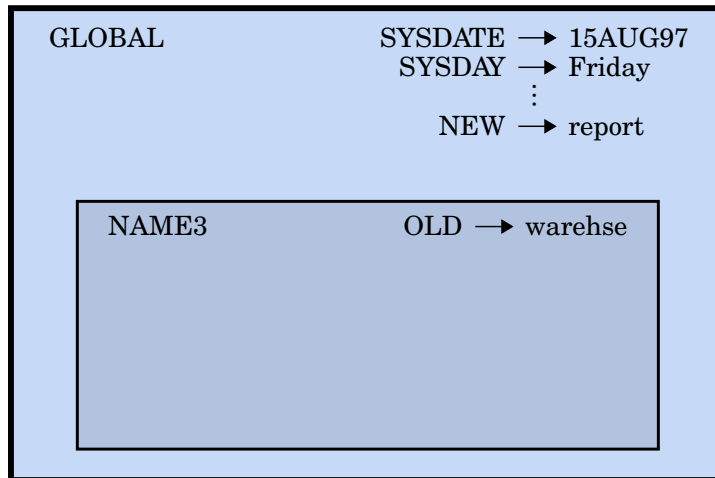 GLOBAL SYSDATE → 15AUG97
SYSDAY → Friday
⋮
NEW → report
NAME3 OLD → warehse